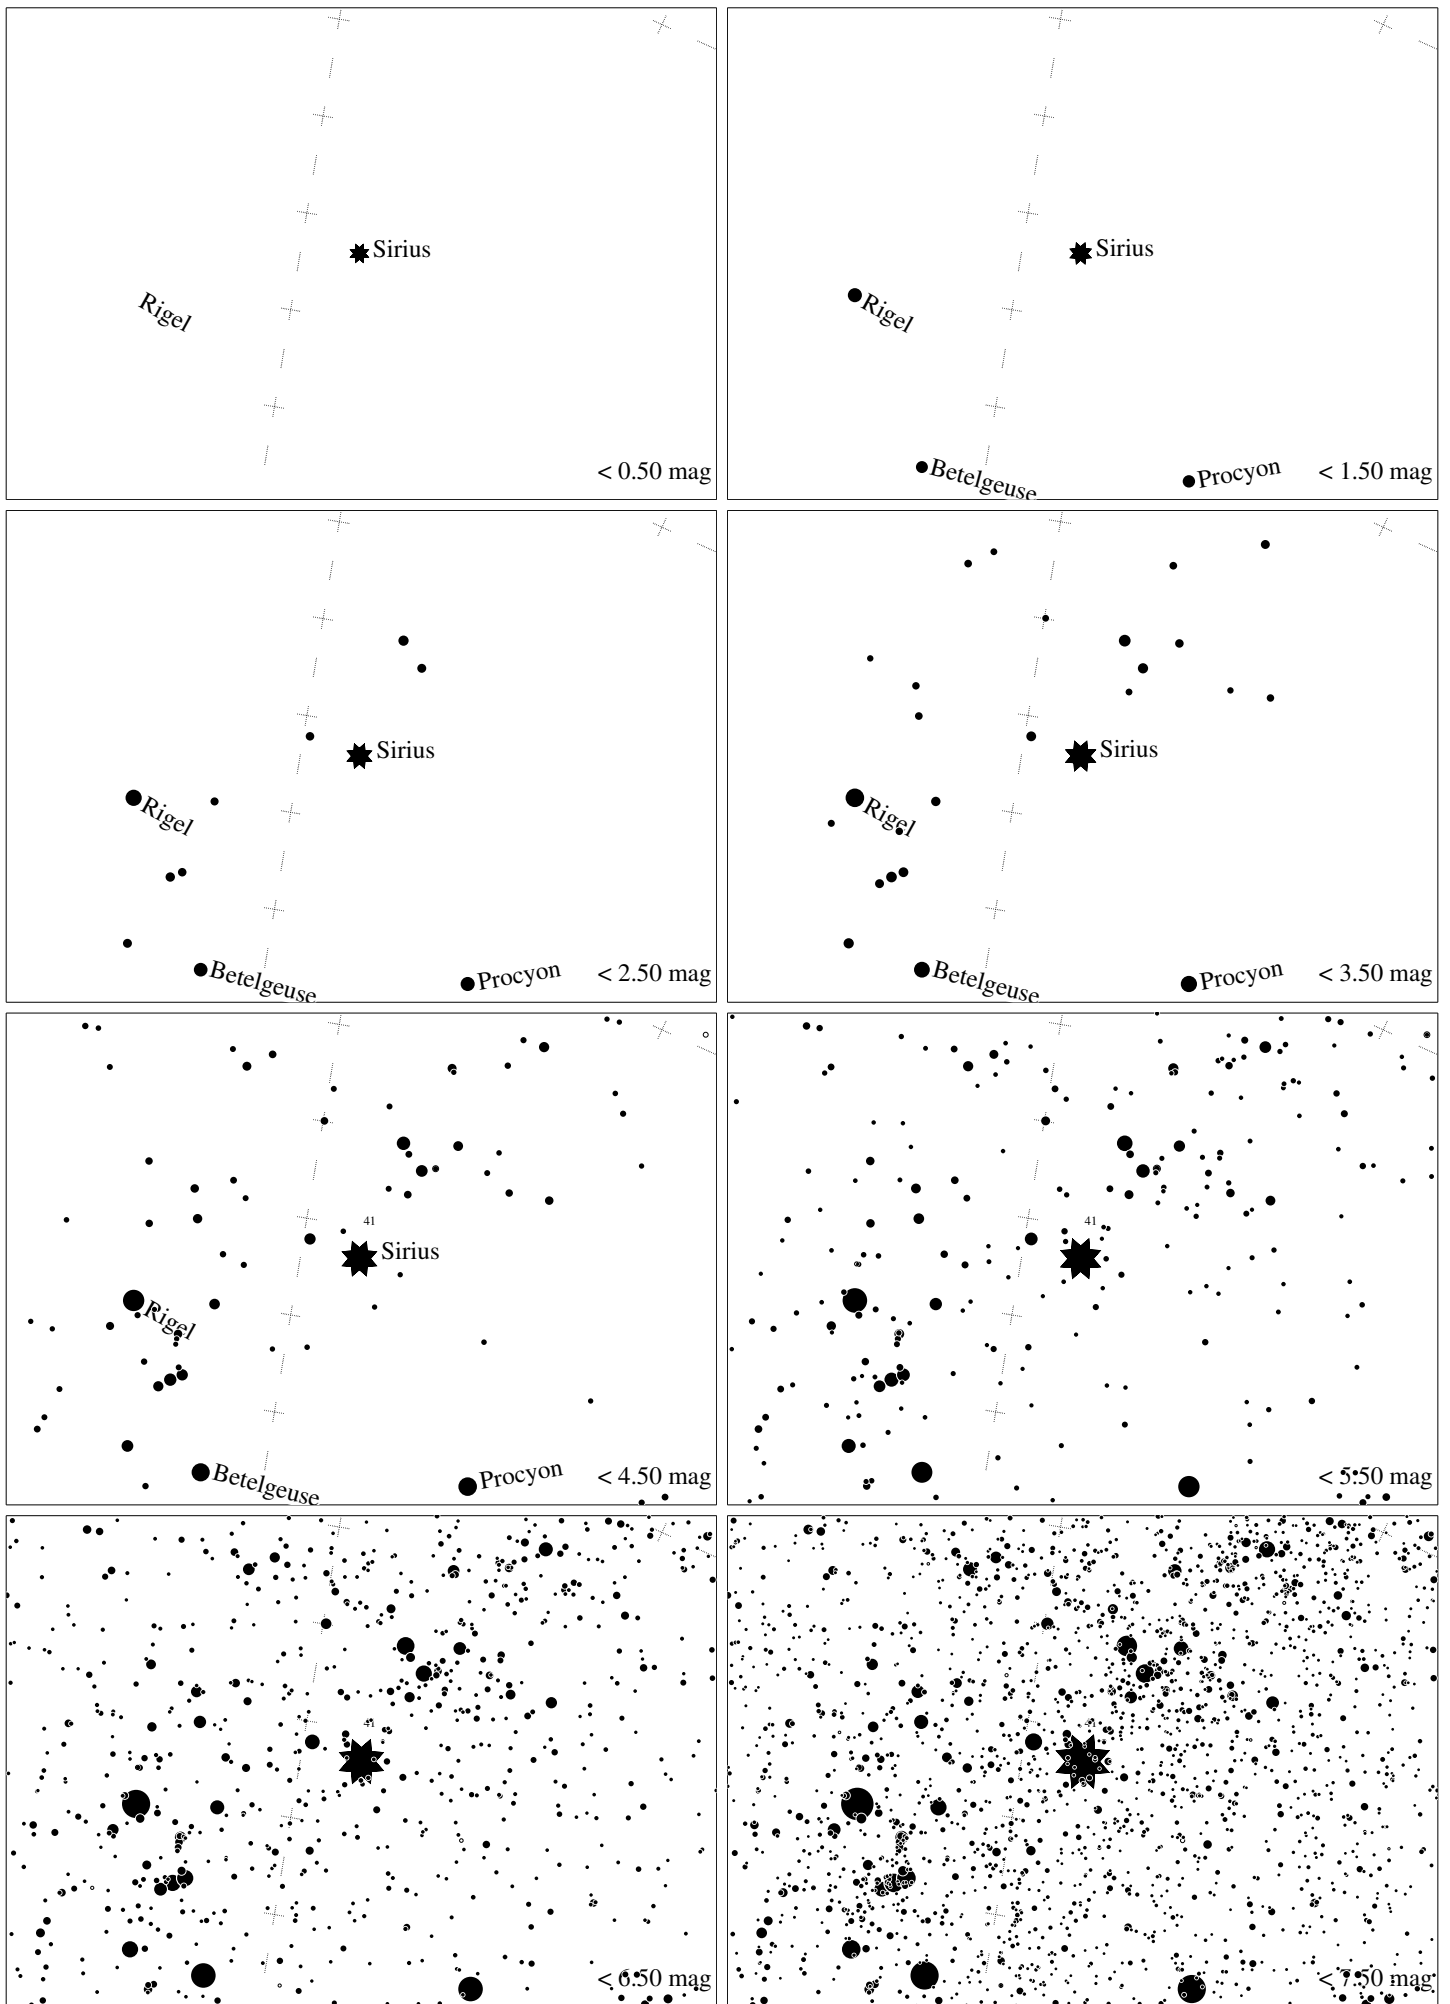 Sirius
Rigel
< 0.50 mag
Sirius
Rigel
Betelgeuse
Procyon
< 1.50 mag
Sirius
Rigel
Betelgeuse
Procyon
< 2.50 mag
Sirius
Rigel
Betelgeuse
Procyon
< 3.50 mag
41
Sirius
Rigel
Betelgeuse
Procyon
< 4.50 mag
41
< 5.50 mag
41
< 6.50 mag
41
< 7.50 mag